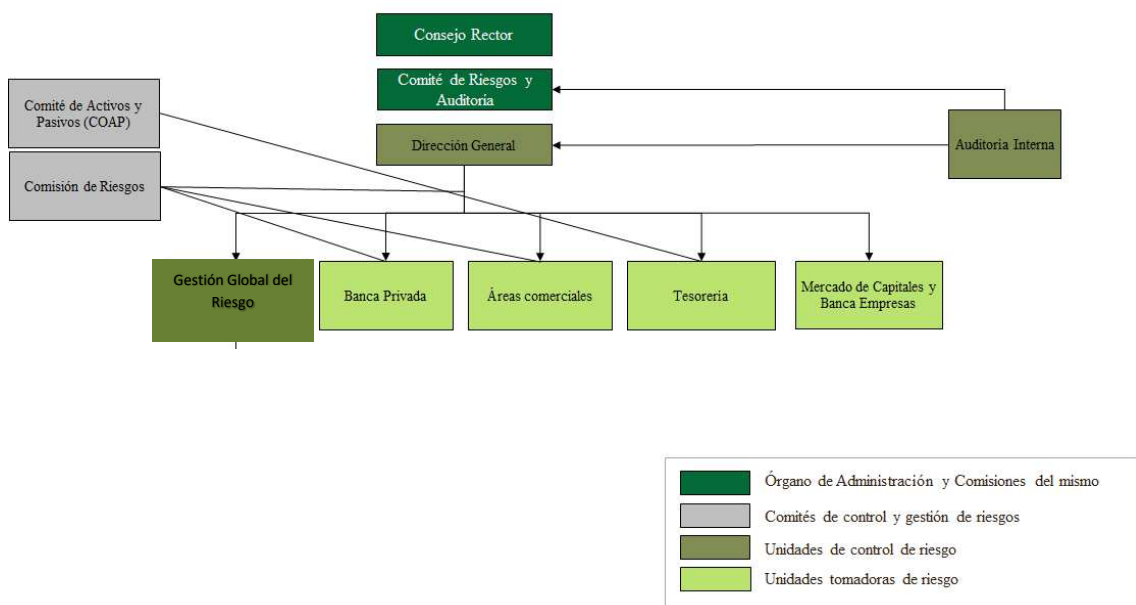 Consejo Rector
Comité de Riesgos y
Auditoría
Comité de Activos y
Pasivos (COAP)
Dirección General
Auditoría Interna
Comisión de Riesgos
Gestión Global del
Riesgo
Banca Privada
Áreas comerciales
Tesorería
Mercado de Capitales y
Banca Empresas
Órgano de Administración y Comisiones del mismo
Comités de control y gestión de riesgos
Unidades de control de riesgo
Unidades tomadoras de riesgo